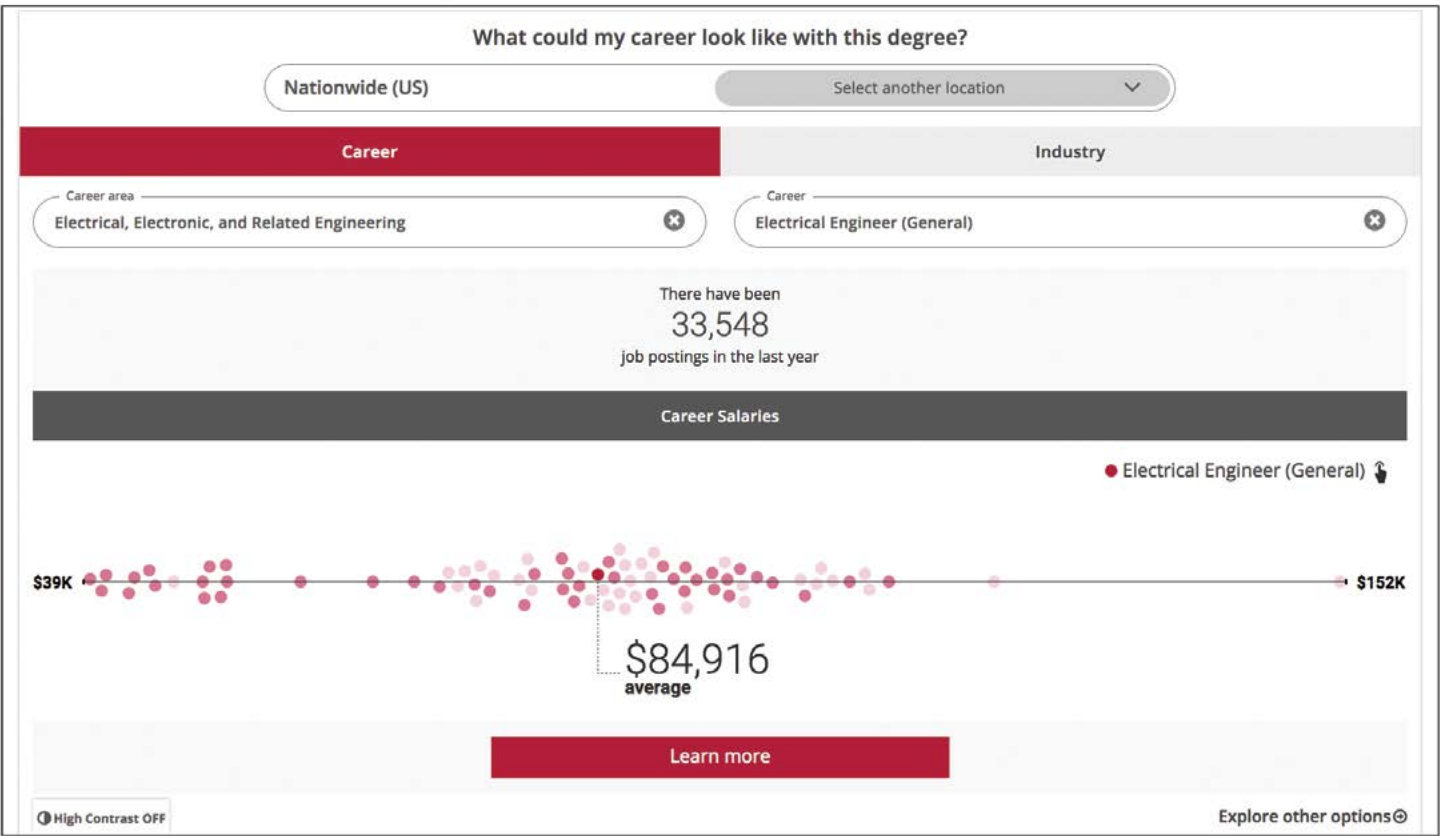 What could my career look like with this degree?
Nationwide (US)
Select another location
Career
Industry
Career area
Electrical, Electronic, and Related Engineering
Career
Electrical Engineer (General)
There have been
33,548
job postings in the last year
Career Salaries
Electrical Engineer (General)
$39K
$152K
$84,916
average
Learn more
High Contrast OFF
Explore other options